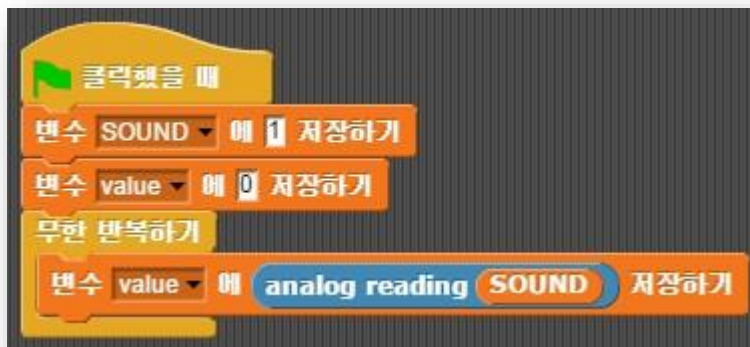 클릭했을 때
변수 SOUND 에 1 저장하기
변수 value 에 0 저장하기
무한 반복하기
변수 value 에 analog reading SOUND 저장하기